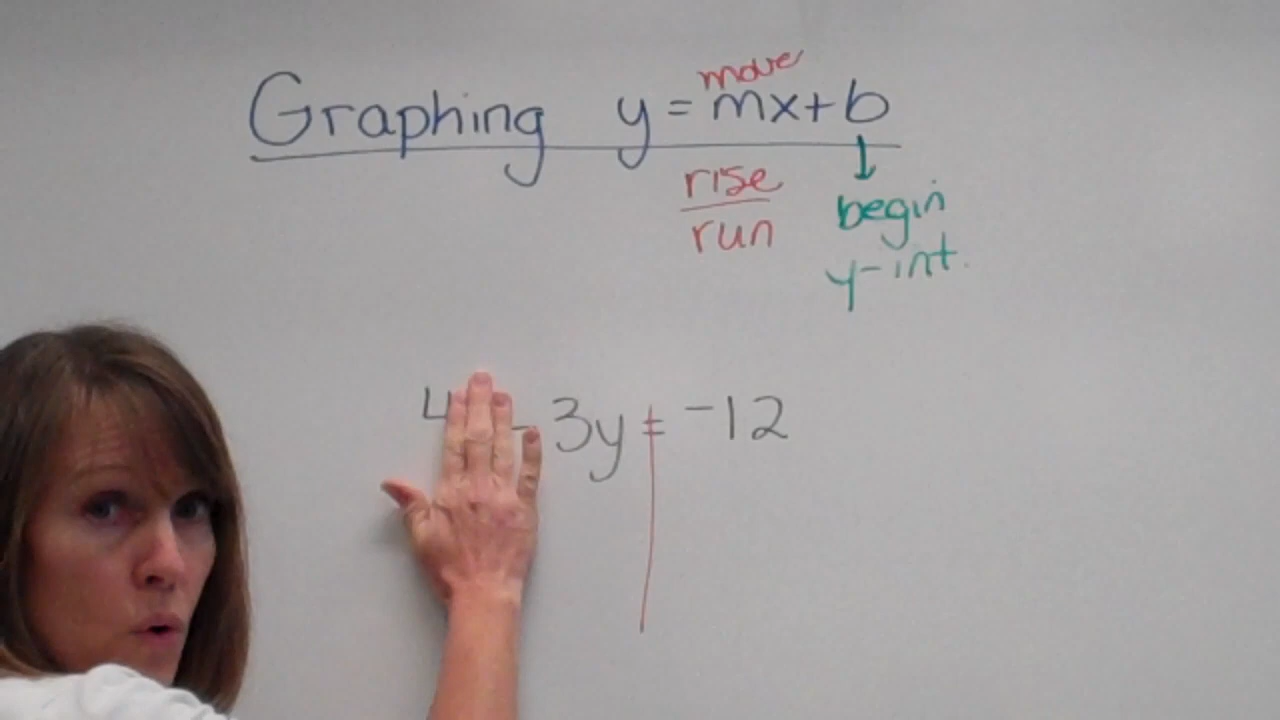 move
Graphing y = mx+b
rise
run
begin
y-int.
4 - 3y = -12